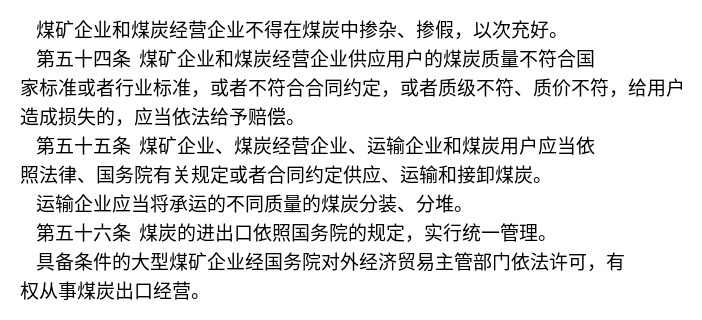 煤矿企业和煤炭经营企业不得在煤炭中掺杂、掺假，以次充好。
第五十四条 煤矿企业和煤炭经营企业供应用户的煤炭质量不符合国
家标准或者行业标准，或者不符合合同约定，或者质级不符、质价不符，给用户
造成损失的，应当依法给予赔偿。
第五十五条 煤矿企业、煤炭经营企业、运输企业和煤炭用户应当依
照法律、国务院有关规定或者合同约定供应、运输和接卸煤炭。
运输企业应当将承运的不同质量的煤炭分装、分堆。
第五十六条 煤炭的进出口依照国务院的规定，实行统一管理。
具备条件的大型煤矿企业经国务院对外经济贸易主管部门依法许可，有
权从事煤炭出口经营。